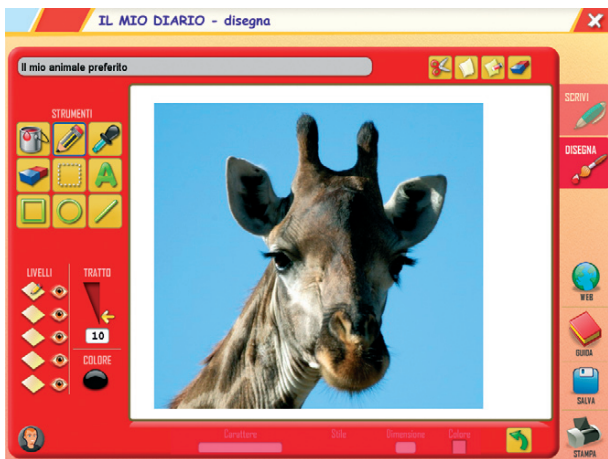 IL MIO DIARIO - disegna
Il mio animale preferito
STRUMENTI
SCRIVI
DISEGNA
LIVELLI
TRATTO
10
COLORE
WEB
GUIDA
SALVA
STAMPA
Carattere
Stile
Dimensione
Colore